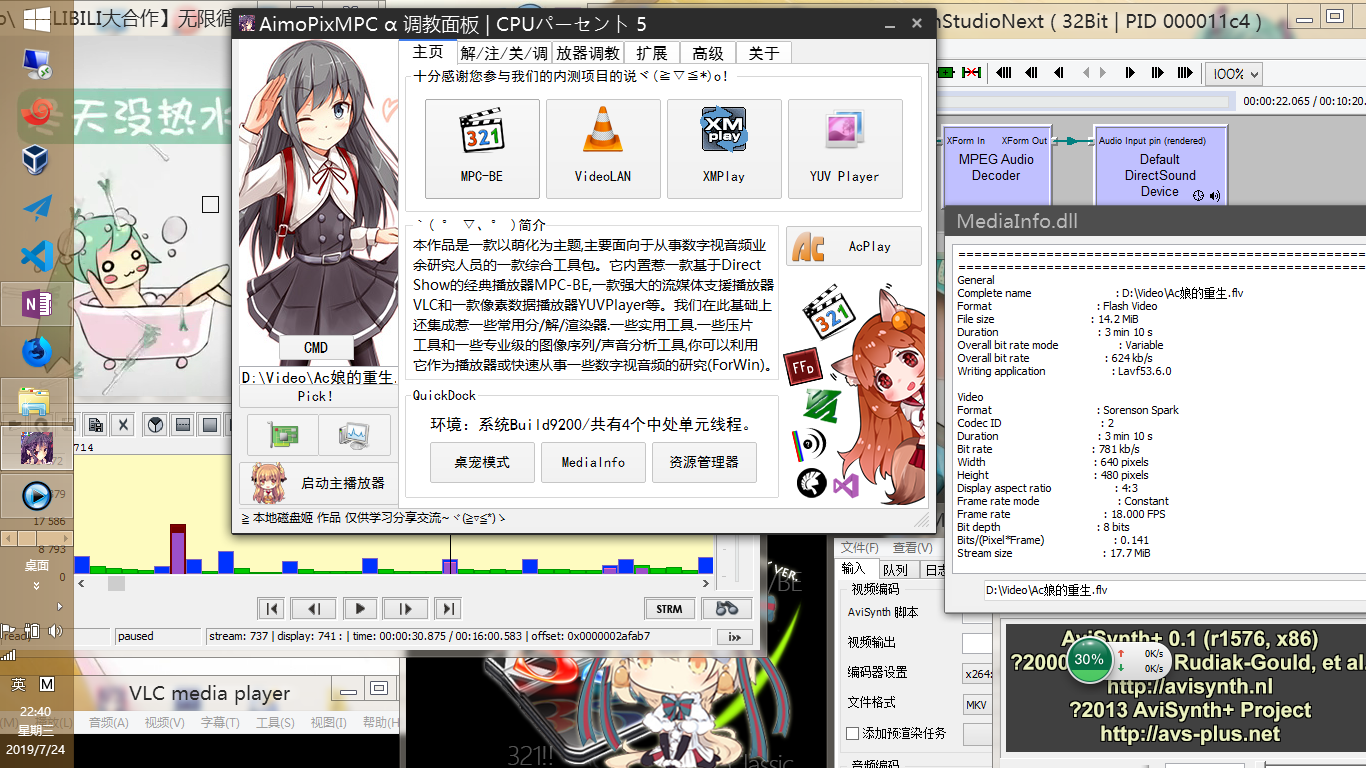 LIBILI大合作】无限循
nStudioNext ( 32Bit | PID 000011c4 )
AimoPixMPC α 调教面板 | CPUパーセント 5
主页
解/注/关/调
放器调教
扩展
高级
关于
十分感谢您参与我们的内测项目的说ヾ(≧▽≦*)o!
MPC-BE
VideoLAN
XMPlay
YUV Player
100%
00:00:22.065 / 00:10:20.
XForm In
XForm Out
MPEG Audio
Decoder
Audio Input pin (rendered)
Default
DirectSound
Device
冬天没热水
简介
本作品是一款以萌化为主题,主要面向于从事数字视音频业
余研究人员的一款综合工具包。它内置惹一款基于Direct
Show的经典播放器MPC-BE,一款强大的流媒体支援播放器
VLC和一款像素数据播放器YUVPlayer等。我们在此基础上
还集成惹一些常用分/解/渲染器.一些实用工具.一些压片
工具和一些专业级的图像序列/声音分析工具,你可以利用
它作为播放器或快速从事一些数字视音频的研究(ForWin)。
AcPlay
CMD
D:\Video\Ac娘的重生.
Pick!
启动主播放器
QuickDock
环境: 系统Build9200/共有4个中处单元线程。
桌宠模式
MediaInfo
资源管理器
≧本地磁盘姬 作品 仅供学习分享交流~ヾ(≧▽≦*)ゝ
MediaInfo.dll
General
Complete name : D:\Video\Ac娘的重生.flv
Format : Flash Video
File size : 14.2 MiB
Duration : 3 min 10 s
Overall bit rate mode : Variable
Overall bit rate : 624 kb/s
Writing application : Lavf53.6.0
Video
Format : Sorenson Spark
Codec ID : 2
Duration : 3 min 10 s
Bit rate : 781 kb/s
Width : 640 pixels
Height : 480 pixels
Display aspect ratio : 4:3
Frame rate mode : Constant
Frame rate : 18.000 FPS
Bit depth : 8 bits
Bits/(Pixel*Frame) : 0.141
Stream size : 17.7 MiB
D:\Video\Ac娘的重生.flv
714
17 586
8 793
0
桌面
paused
stream: 737 | display: 741 : | time: 00:00:30.875 / 00:16:00.583 | offset: 0x0000002afab7
STRM
VER.
文件(F)
查看(V)
输入
队列
日志
视频编码
AviSynth 脚本
视频输出
编码器设置
x264
文件格式
MKV
添加预渲染任务
音频编码
AviSynth+ 0.1 (r1576, x86)
?2000
Rudiak-Gould, et al.
http://avisynth.nl
?2013 AviSynth+ Project
http://avs-plus.net
30%
0K/s
0K/s
VLC media player
音频(A)
视频(V)
字幕(T)
工具(S)
视图(I)
帮助(H
321!!
Classic
英
M
22:40
星期三
2019/7/24